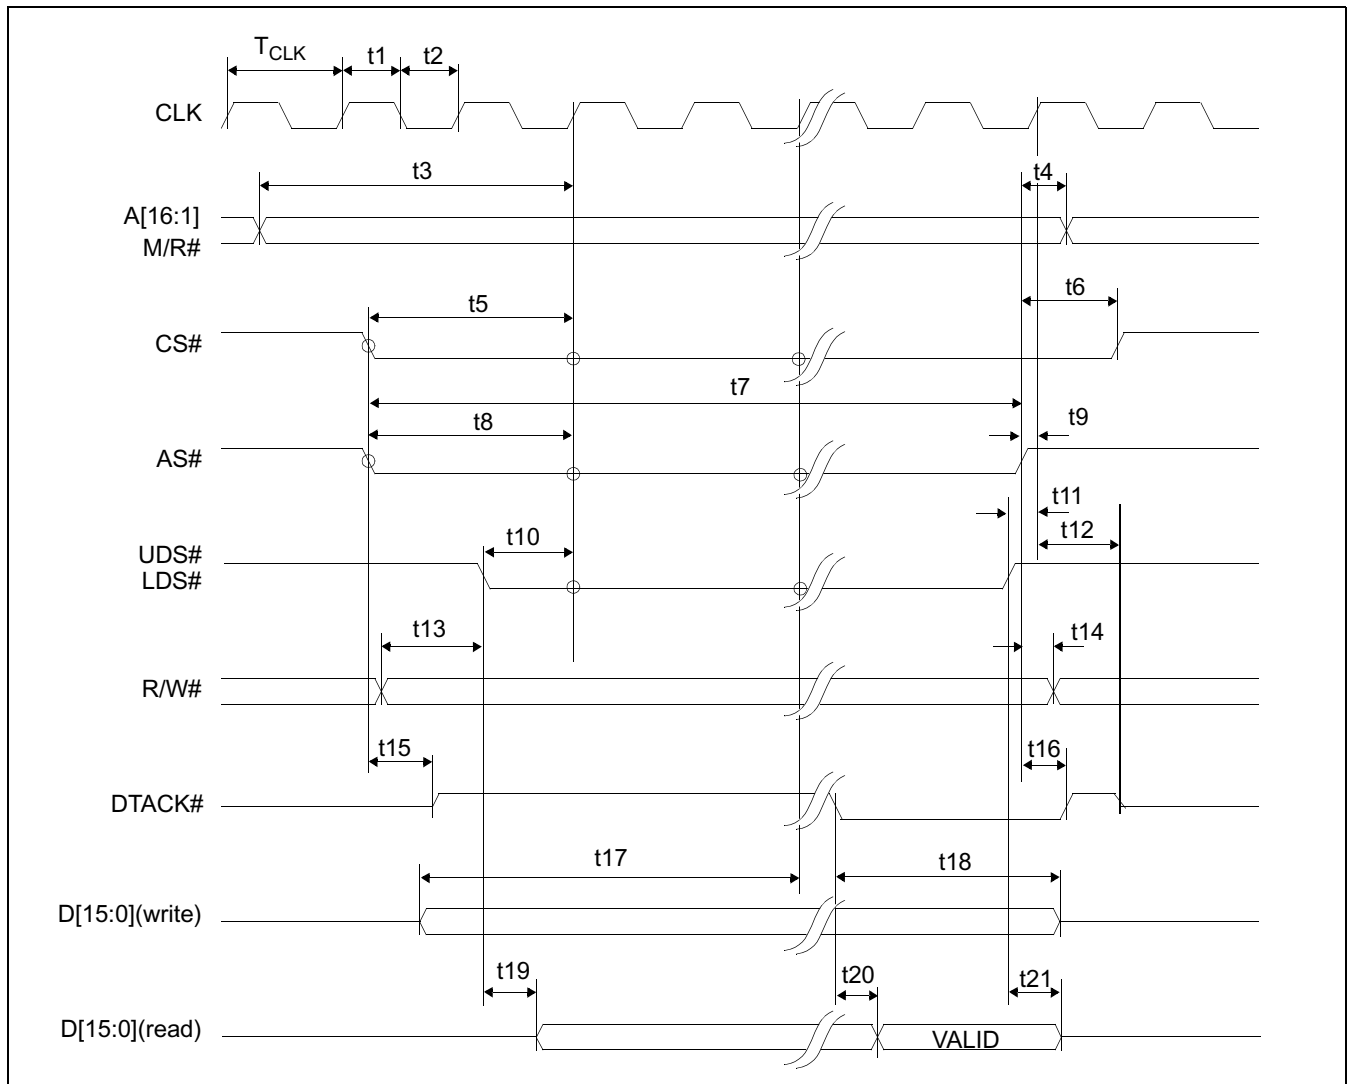 TCLK t1 t2
CLK
t3 t4
A[16:1]
M/R#
t5 t6
CS#
t7
t8 t9
AS#
t11
t10 t12
UDS#
LDS#
t13 t14
R/W#
t15 t16
DTACK#
t17 t18
D[15:0](write)
t19 t20 t21
D[15:0](read) VALID